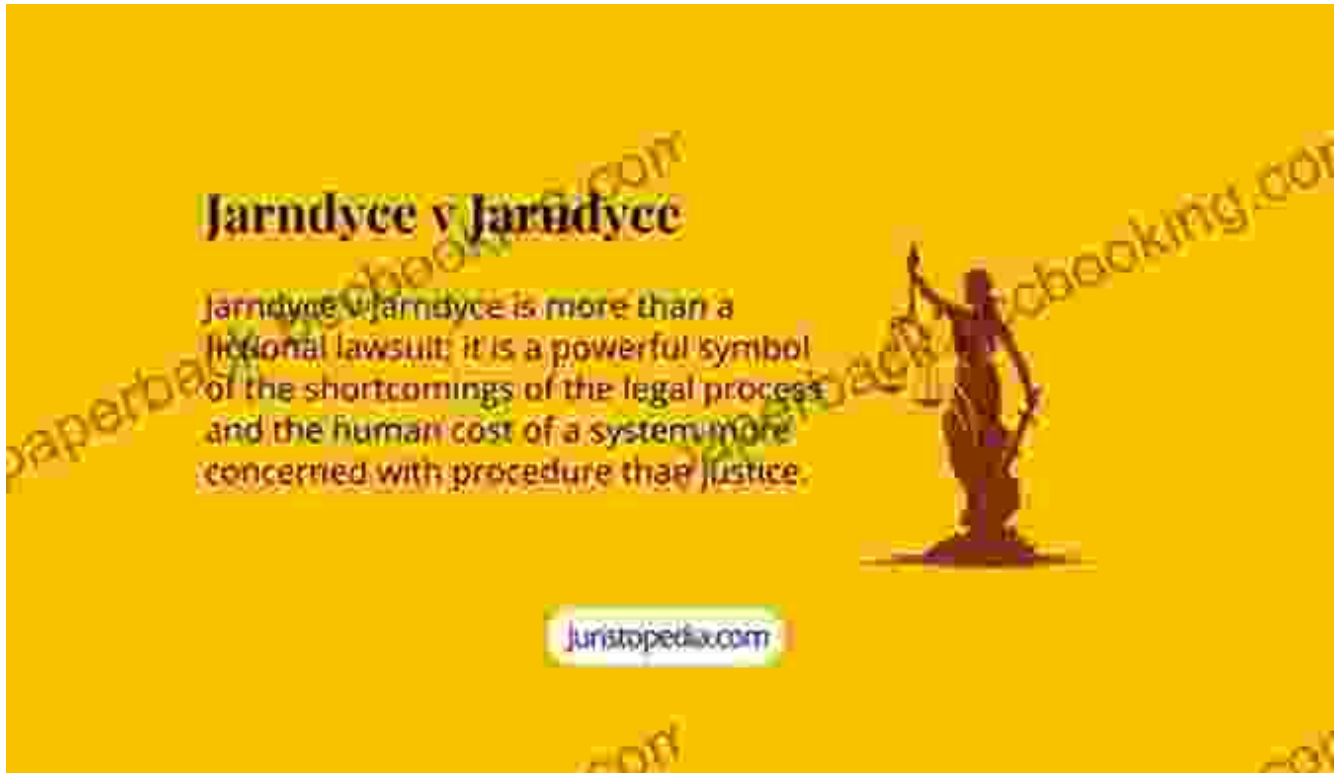 Jarndyce v Jarndyce
Jarndyce v Jarndyce is more than a
fictional lawsuit; it is a powerful symbol
of the shortcomings of the legal process
and the human cost of a system more
concerned with procedure than justice.
Juristopedia.com